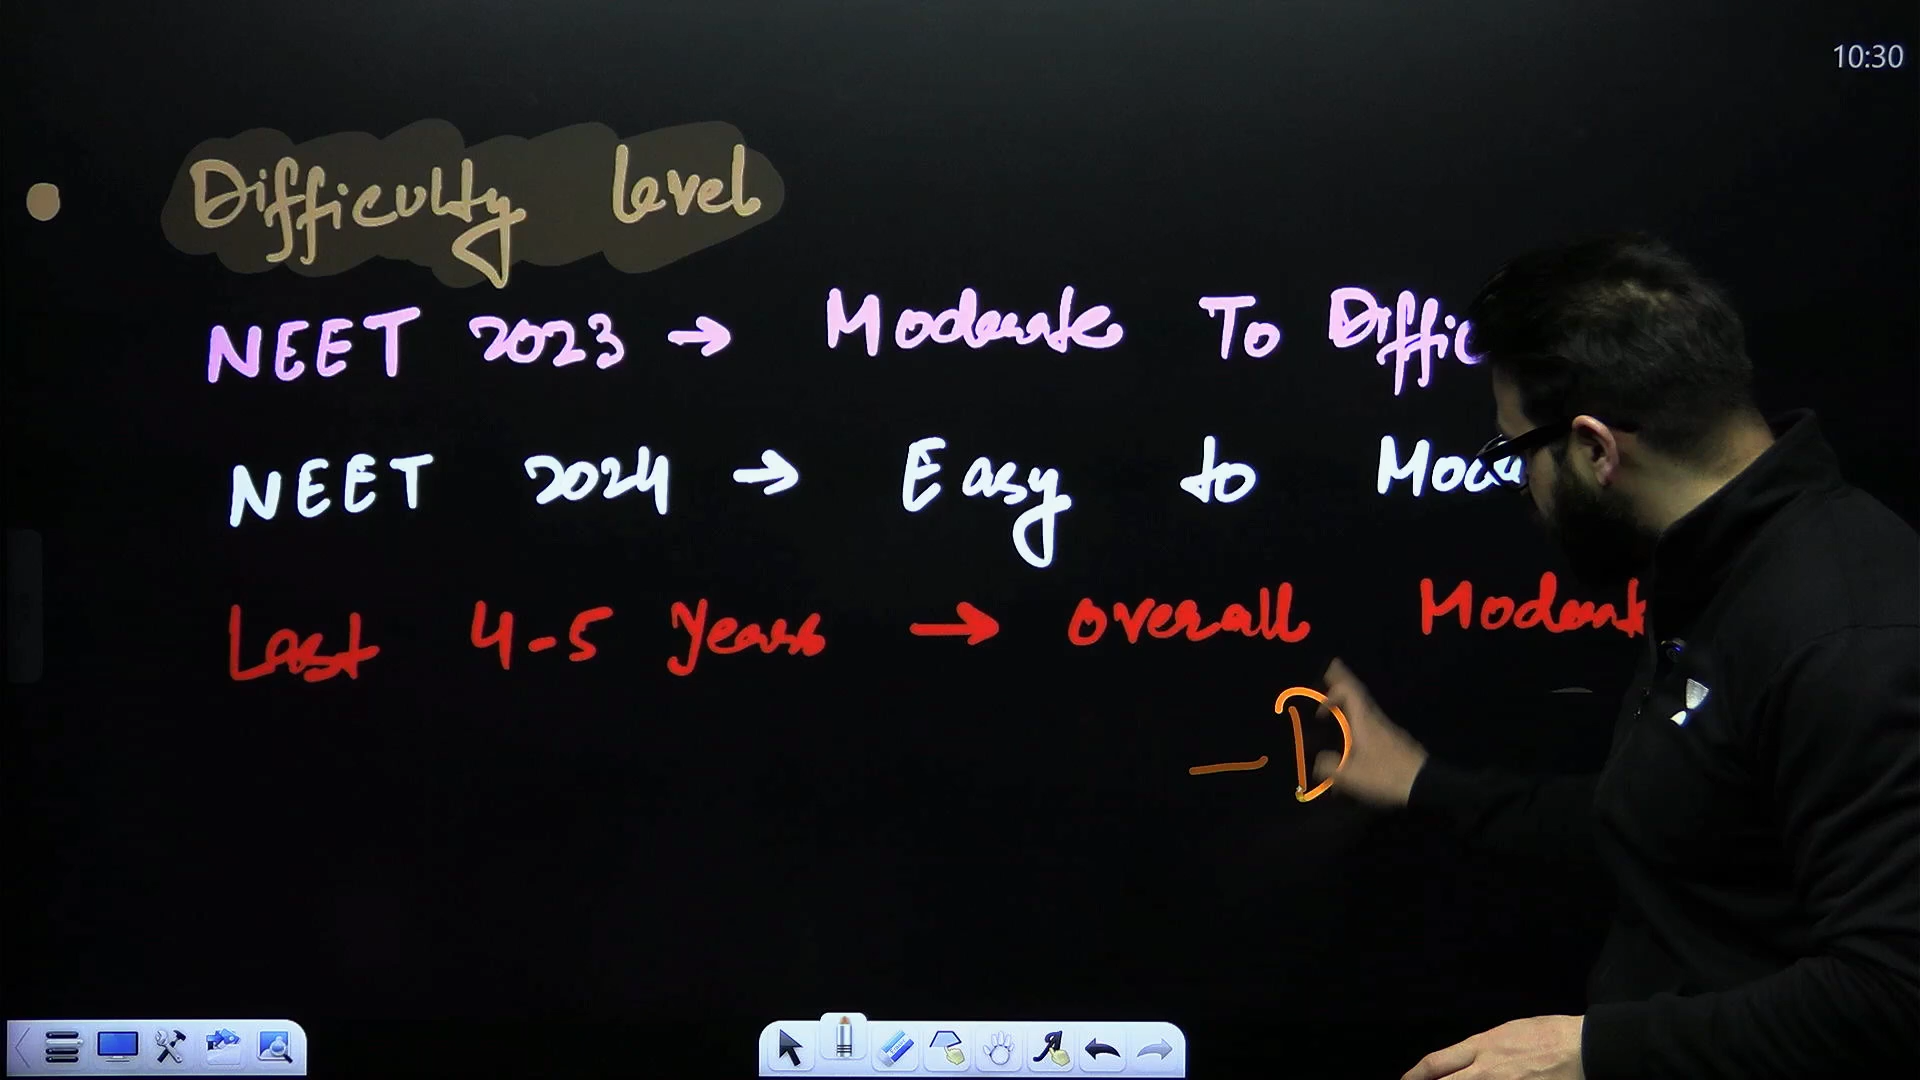 10:30
Difficulty level
NEET 2023 → Moderate To Diffic
NEET 2024 → Easy to Mod
Last 4-5 years → overall Moderat
– D